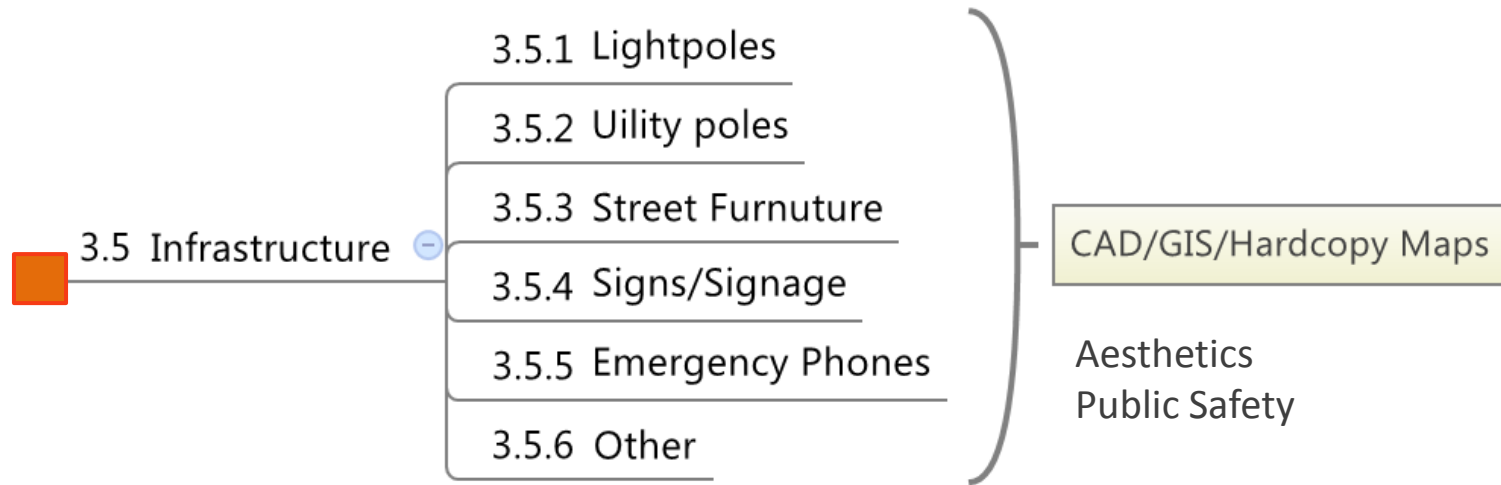 3.5 Infrastructure
3.5.1 Lightpoles
3.5.2 Uility poles
3.5.3 Street Furnuture
3.5.4 Signs/Signage
3.5.5 Emergency Phones
3.5.6 Other
CAD/GIS/Hardcopy Maps
Aesthetics
Public Safety